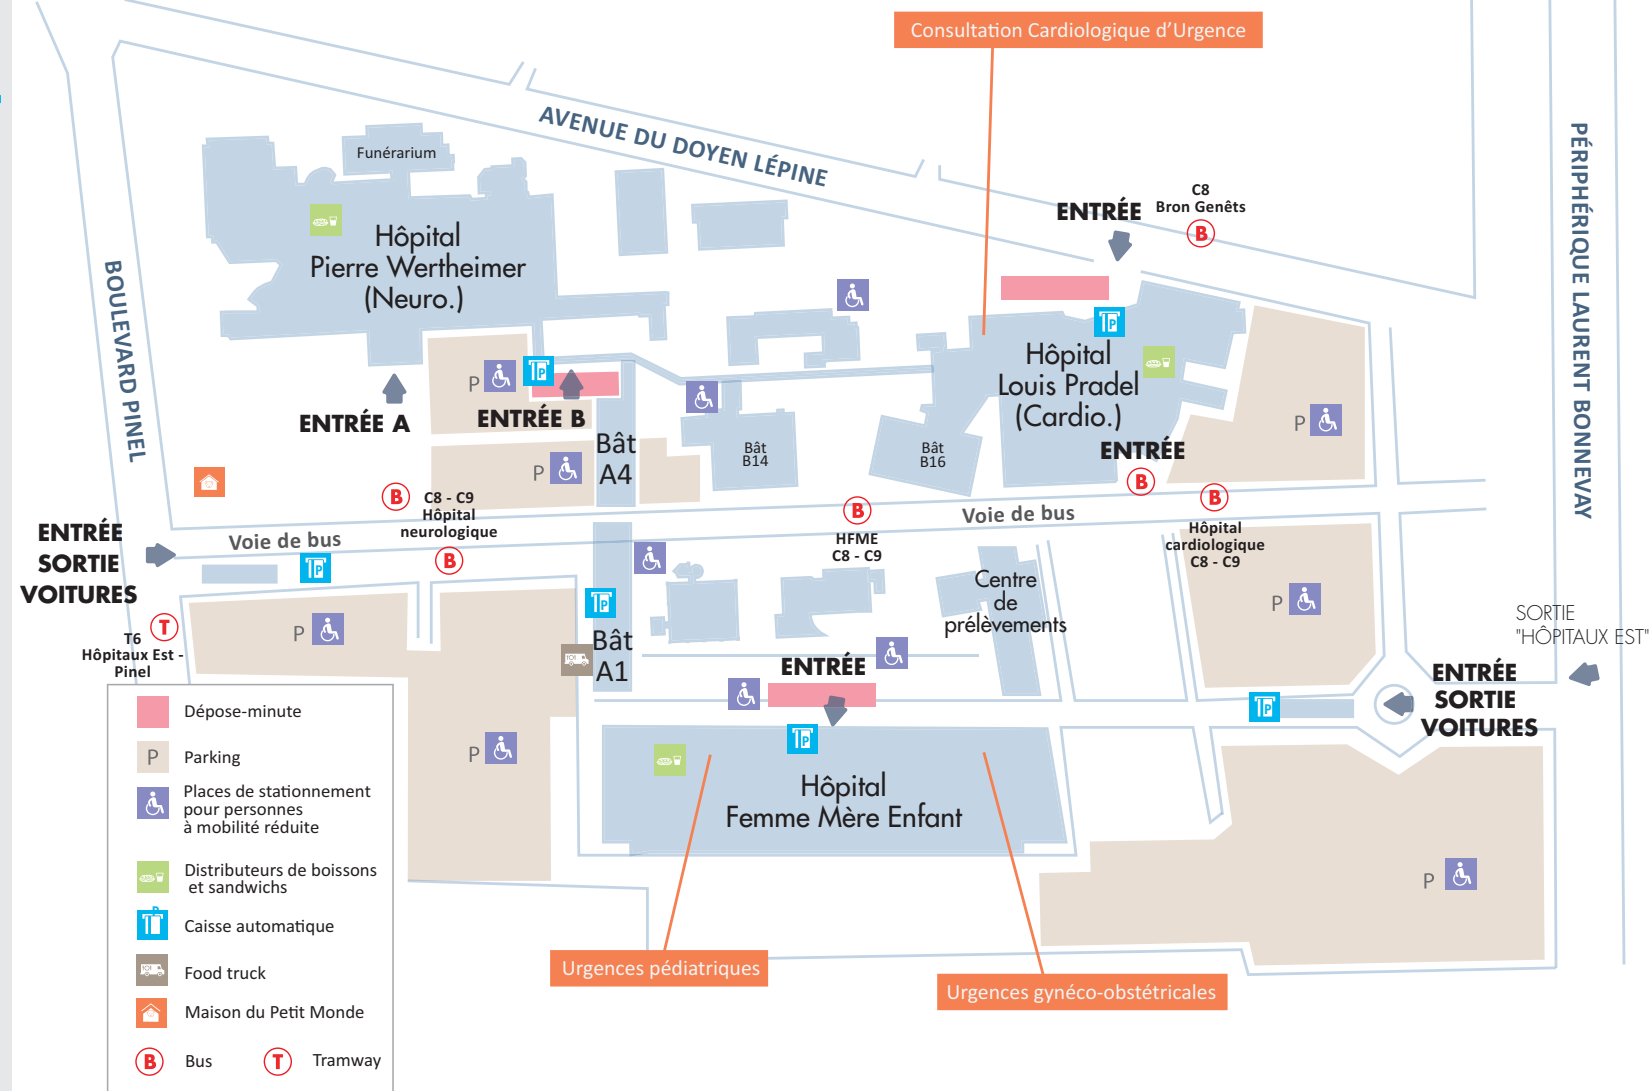 Consultation Cardiologique d’Urgence
AVENUE DU DOYEN LÉPINE
PÉRIPHÉRIQUE LAURENT BONNEVAY
BOULEVARD PINEL
Funérarium
Hôpital
Pierre Wertheimer
(Neuro.)
C8
Bron Genêts
B
ENTRÉE
P
Hôpital
Louis Pradel
(Cardio.)
P
P
ENTRÉE A
ENTRÉE B
P
Bât
A4
P
Bât
B14
Bât
B16
ENTRÉE
B
B
Hôpital
cardiologique
C8 - C9
B
C8 - C9
Hôpital
neurologique
B
B
HFME
C8 - C9
Voie de bus
Voie de bus
ENTRÉE
SORTIE
VOITURES
P
T
T6
Hôpitaux Est -
Pinel
P
P
Bât
A1
Centre
de
prélèvements
P
SORTIE
"HÔPITAUX EST"
ENTRÉE
SORTIE
VOITURES
P
ENTRÉE
P
P
Hôpital
Femme Mère Enfant
P
Urgences pédiatriques
Urgences gynéco-obstétricales
Dépose-minute
P
Parking
Places de stationnement
pour personnes
à mobilité réduite
Distributeurs de boissons
et sandwichs
Caisse automatique
Food truck
Maison du Petit Monde
B
Bus
T
Tramway